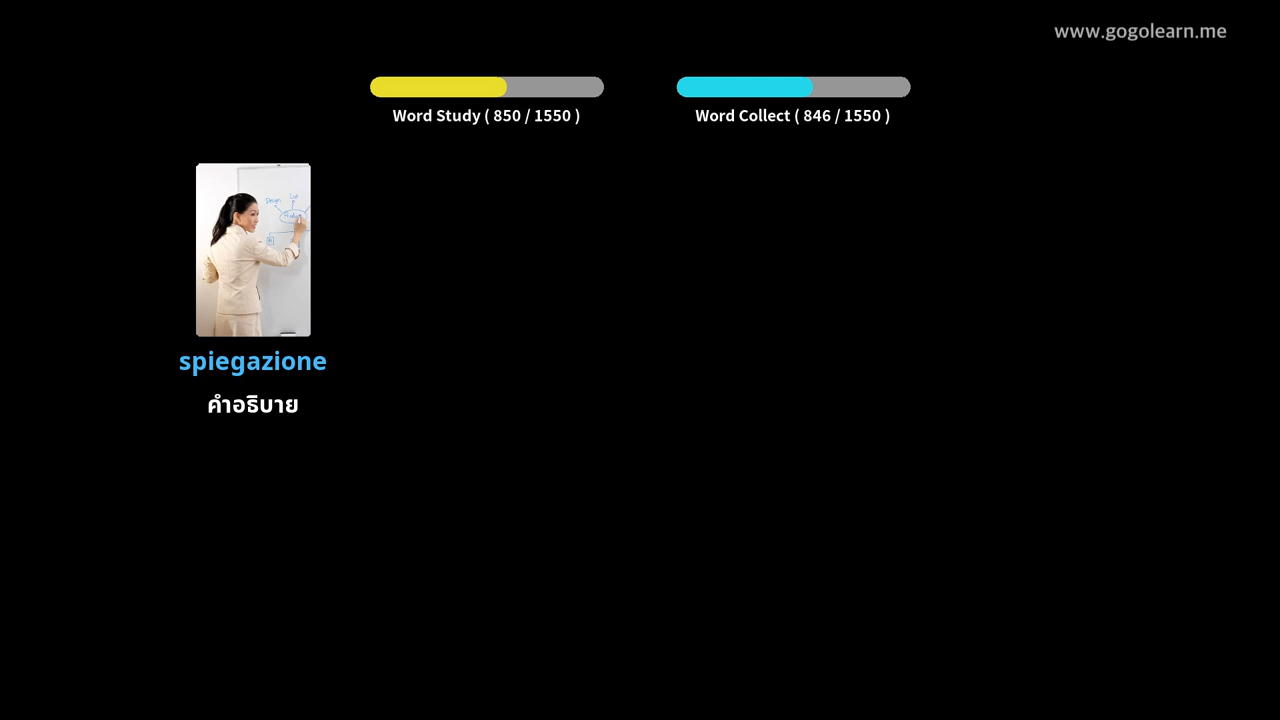 www.gogolearn.me
Word Study ( 850 / 1550 )
Word Collect ( 846 / 1550 )
Design
spiegazione
คำอธิบาย